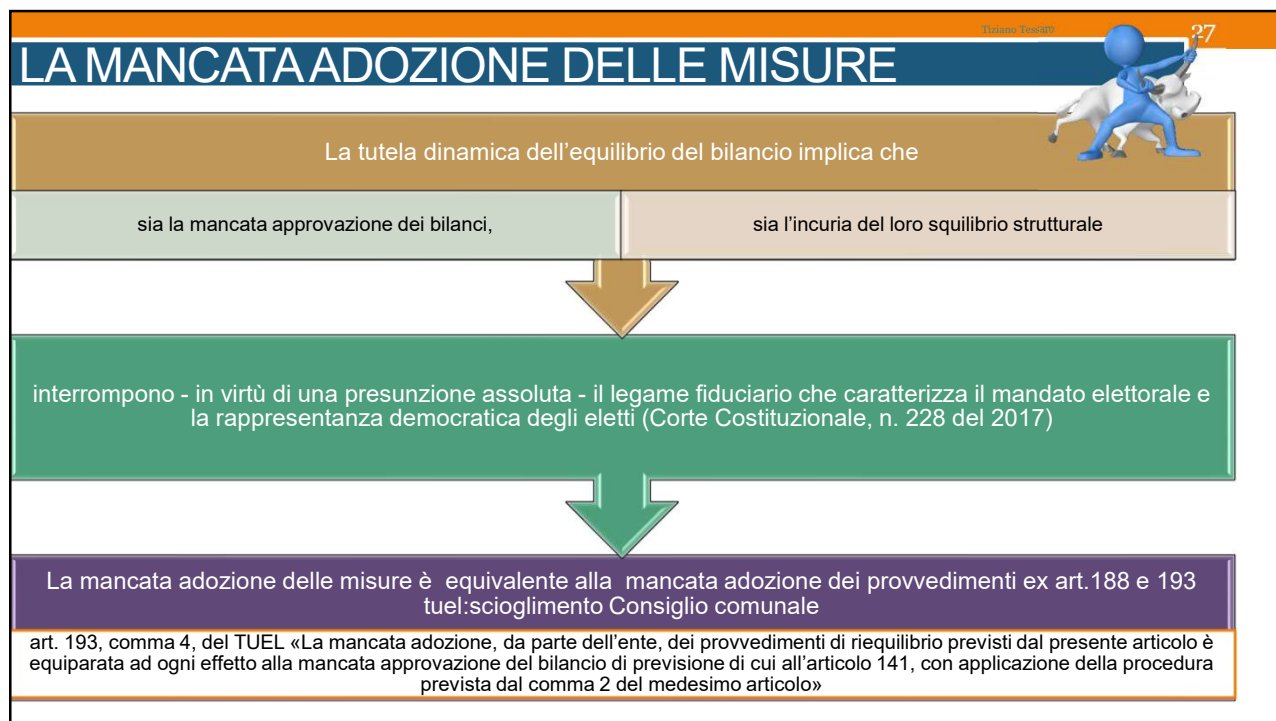 Tiziano Tessaro
27
LA MANCATA ADOZIONE DELLE MISURE
La tutela dinamica dell’equilibrio del bilancio implica che
sia la mancata approvazione dei bilanci,
sia l’incuria del loro squilibrio strutturale
interrompono - in virtù di una presunzione assoluta - il legame fiduciario che caratterizza il mandato elettorale e
la rappresentanza democratica degli eletti (Corte Costituzionale, n. 228 del 2017)
La mancata adozione delle misure è equivalente alla mancata adozione dei provvedimenti ex art.188 e 193
tuel:scioglimento Consiglio comunale
art. 193, comma 4, del TUEL «La mancata adozione, da parte dell’ente, dei provvedimenti di riequilibrio previsti dal presente articolo è
equiparata ad ogni effetto alla mancata approvazione del bilancio di previsione di cui all’articolo 141, con applicazione della procedura
prevista dal comma 2 del medesimo articolo»